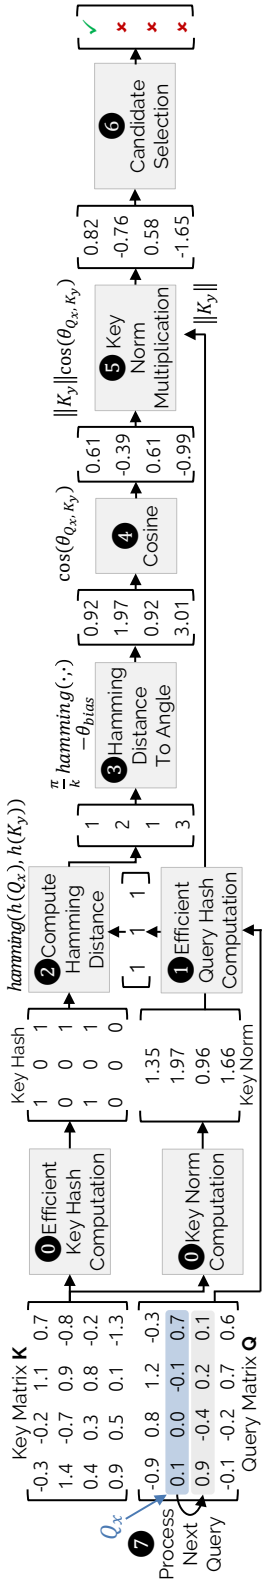 Key Matrix K
-0.3 -0.2 1.1 0.7
1.4 -0.7 0.9 -0.8
0.4 0.3 0.8 -0.2
0.9 0.5 0.1 -1.3
Qₓ
-0.9 0.8 1.2 -0.3
0.1 0.0 -0.1 0.7
0.9 -0.4 0.2 0.1
-0.1 -0.2 0.7 0.6
Query Matrix Q
7
Process
Next
Query
0 Efficient
Key Hash
Computation
0 Key Norm
Computation
Key Hash
1 0 1
0 0 1
1 0 1
0 0 0
1.35
1.97
0.96
1.66
Key Norm
hamming(h(Qₓ), h(K_y))
2 Compute
Hamming
Distance
1 1 1
1 Efficient
Query Hash
Computation
1
2
1
3
π/k hamming(·,·)
−θ_bias
3 Hamming
Distance
To Angle
0.92
1.97
0.92
3.01
cos(θ_Qₓ,K_y)
4
Cosine
0.61
-0.39
0.61
-0.99
||K_y||cos(θ_Qₓ,K_y)
5 Key
Norm
Multiplication
||K_y||
0.82
-0.76
0.58
-1.65
6
Candidate
Selection
✓
×
×
×